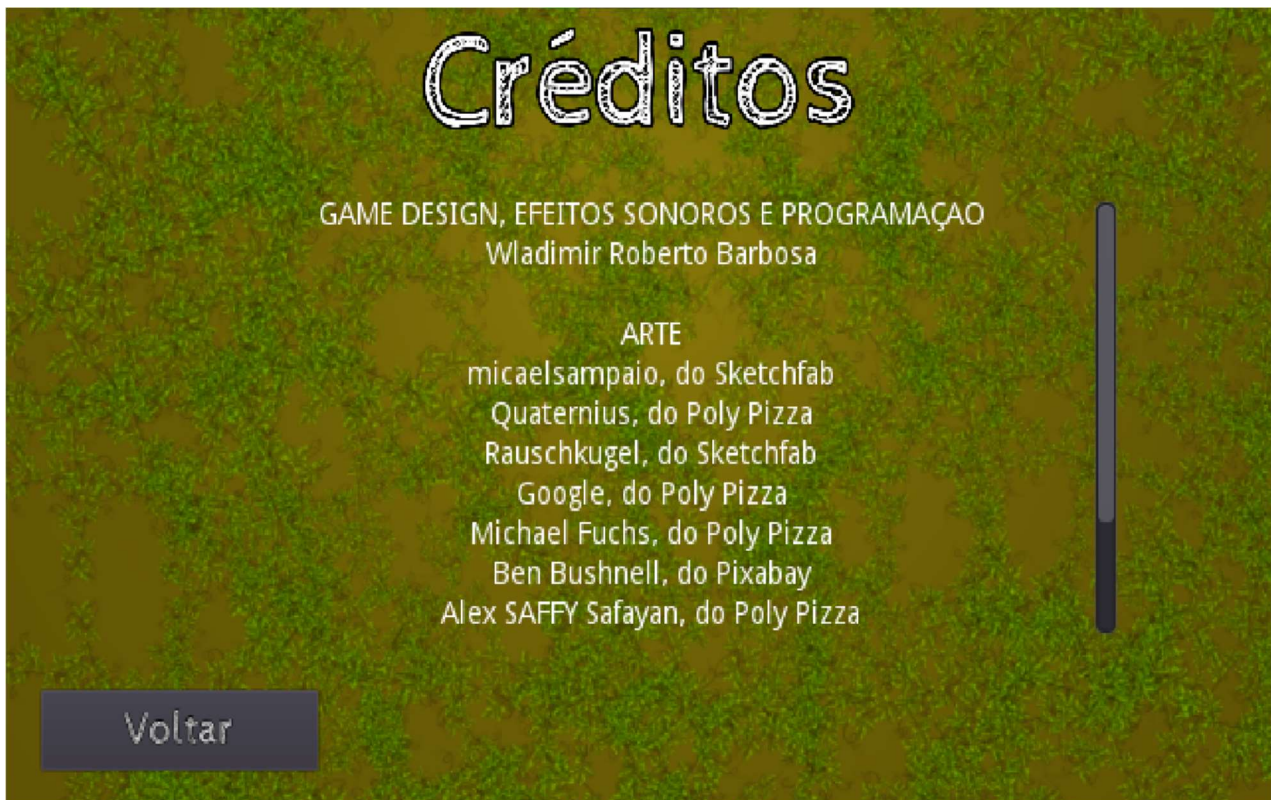 Créditos
GAME DESIGN, EFEITOS SONOROS E PROGRAMAÇAO
Wladimir Roberto Barbosa
ARTE
micaelsampaio, do Sketchfab
Quaternius, do Poly Pizza
Rauschkugel, do Sketchfab
Google, do Poly Pizza
Michael Fuchs, do Poly Pizza
Ben Bushnell, do Pixabay
Alex SAFFY Safayan, do Poly Pizza
Voltar